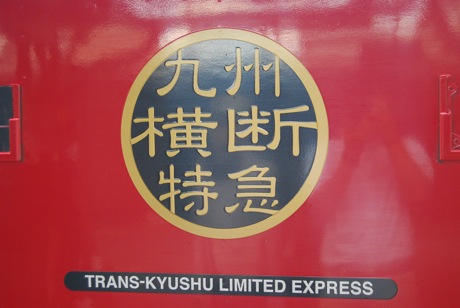 九州
横断
特急
TRANS-KYUSHU LIMITED EXPRESS